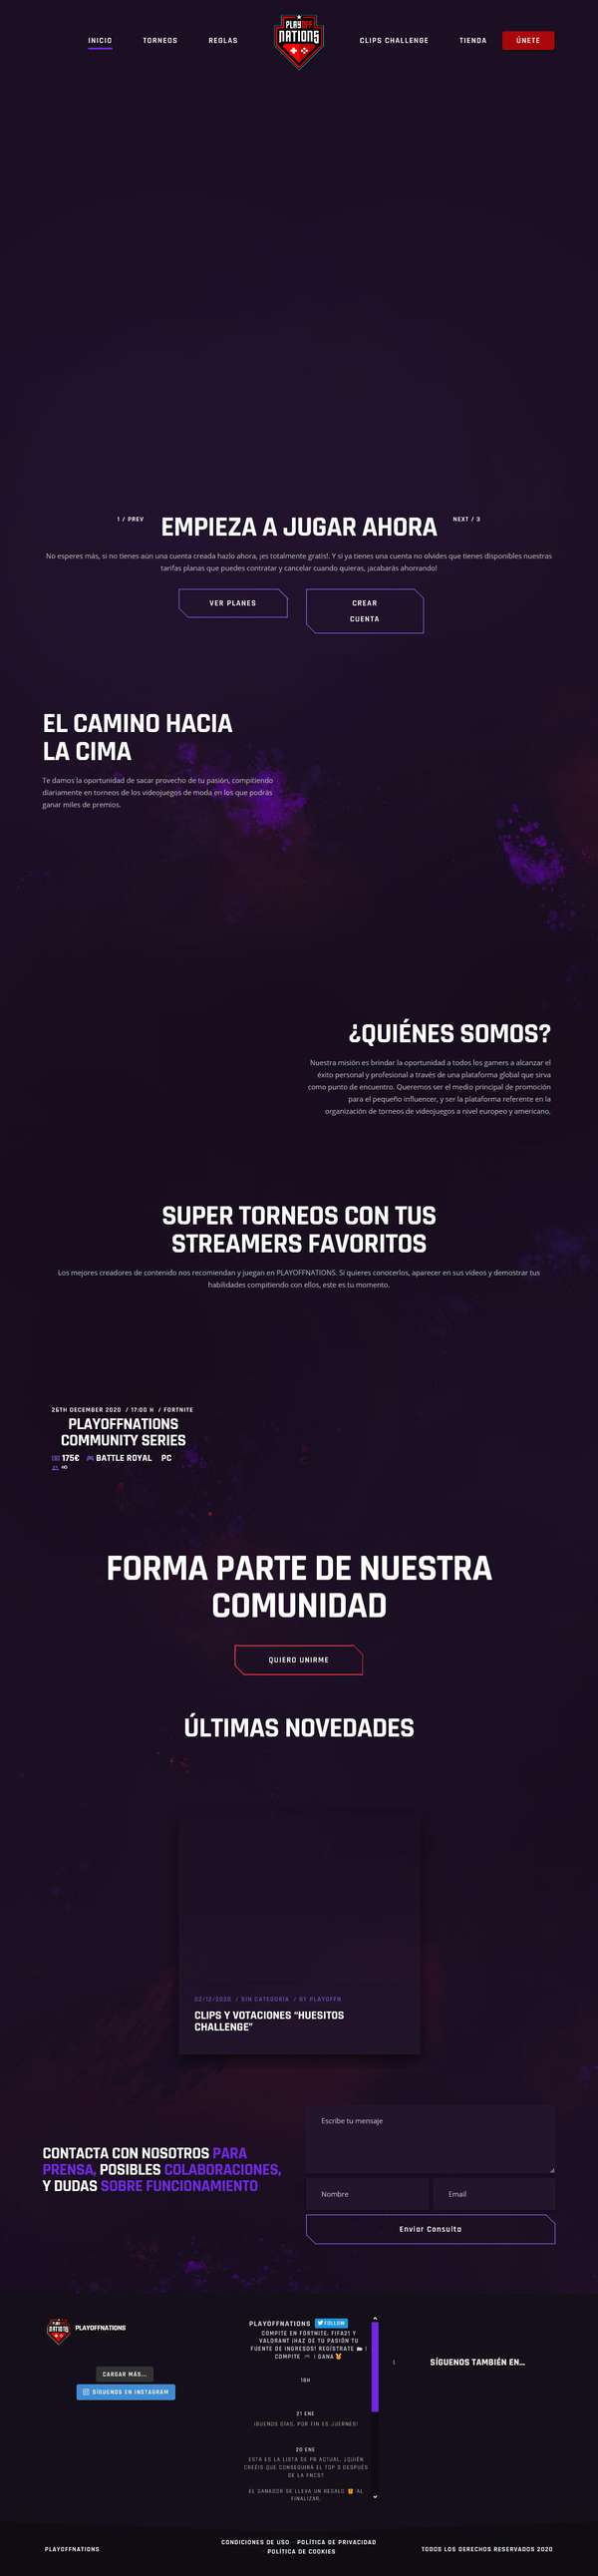 INICIO
TORNEOS
REGLAS
PLAYOFF
NATIONS
CLIPS CHALLENGE
TIENDA
ÚNETE
1 / PREV
EMPIEZA A JUGAR AHORA
NEXT / 3
No esperes más, si no tienes aún una cuenta creada hazlo ahora, ¡es totalmente gratis!. Y si ya tienes una cuenta no olvides que tienes disponibles nuestras
tarifas planas que puedes contratar y cancelar cuando quieras, ¡acabarás ahorrando!
VER PLANES
CREAR
CUENTA
EL CAMINO HACIA
LA CIMA
Te damos la oportunidad de sacar provecho de tu pasión, compitiendo
diariamente en torneos de los videojuegos de moda en los que podrás
ganar miles de premios.
¿QUIÉNES SOMOS?
Nuestra misión es brindar la oportunidad a todos los gamers a alcanzar el
éxito personal y profesional a través de una plataforma global que sirva
como punto de encuentro. Queremos ser el medio principal de promoción
para el pequeño influencer, y ser la plataforma referente en la
organización de torneos de videojuegos a nivel europeo y americano.
SUPER TORNEOS CON TUS
STREAMERS FAVORITOS
Los mejores creadores de contenido nos recomiendan y juegan en PLAYOFFNATIONS. Si quieres conocerlos, aparecer en sus vídeos y demostrar tus
habilidades compitiendo con ellos, este es tu momento.
26TH DECEMBER 2020 / 17:00 H / FORTNITE
PLAYOFFNATIONS
COMMUNITY SERIES
175€ BATTLE ROYAL PC
FORMA PARTE DE NUESTRA
COMUNIDAD
QUIERO UNIRME
ÚLTIMAS NOVEDADES
02/12/2020 / SIN CATEGORÍA / BY PLAYOFFN
CLIPS Y VOTACIONES “HUESITOS
CHALLENGE”
Escribe tu mensaje
CONTACTA CON NOSOTROS PARA
PRENSA, POSIBLES COLABORACIONES,
Y DUDAS SOBRE FUNCIONAMIENTO
Nombre
Email
Enviar Consulta
PLAYOFFNATIONS
CARGAR MÁS...
SÍGUENOS EN INSTAGRAM
PLAYOFFNATIONS FOLLOW
COMPITE EN FORTNITE, FIFA21 Y
VALORANT ¡HAZ DE TU PASIÓN TU
FUENTE DE INGRESOS! REGÍSTRATE |
COMPITE | GANA
18H
21 ENE
¡BUENOS DÍAS, POR FIN ES JUERNES!
20 ENE
ESTA ES LA LISTA DE PR ACTUAL, ¿QUIÉN
CREÉIS QUE CONSEGUIRÁ EL TOP 3 DESPUÉS
DE LA FNCS?
EL GANADOR SE LLEVA UN REGALO AL
FINALIZAR.
SÍGUENOS TAMBIÉN EN...
PLAYOFFNATIONS
CONDICIONES DE USO POLÍTICA DE PRIVACIDAD
POLÍTICA DE COOKIES
TODOS LOS DERECHOS RESERVADOS 2020